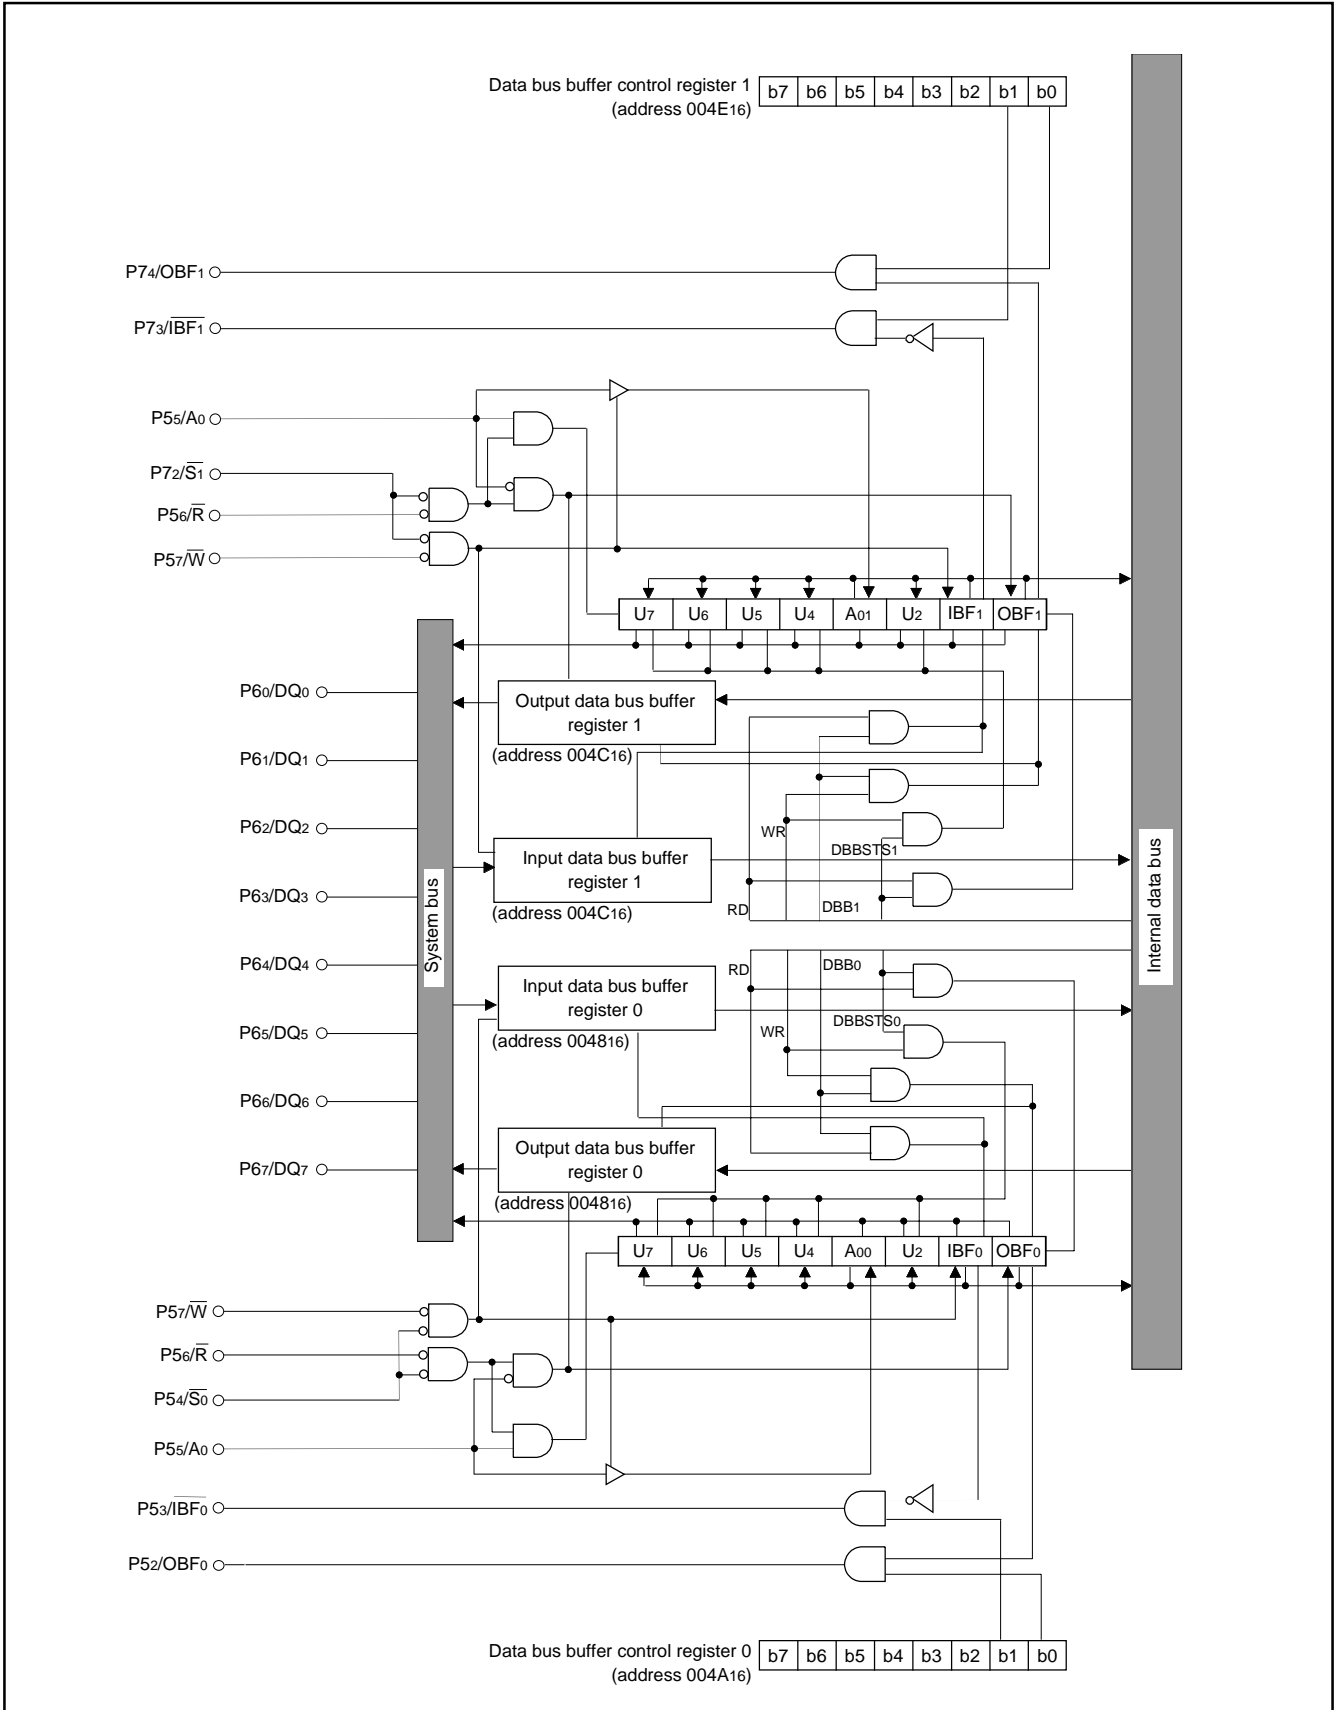 Data bus buffer control register 1
(address 004E16)
b7 b6 b5 b4 b3 b2 b1 b0
P74/OBF1
P73/IBF1
P55/A0
P72/S1
P56/R
P57/W
U7 U6 U5 U4 A01 U2 IBF1 OBF1
P60/DQ0
P61/DQ1
P62/DQ2
P63/DQ3
P64/DQ4
P65/DQ5
P66/DQ6
P67/DQ7
System bus
Output data bus buffer
register 1
(address 004C16)
Input data bus buffer
register 1
(address 004C16)
WR
DBBSTS1
RD
DBB1
Internal data bus
Input data bus buffer
register 0
(address 004816)
RD
DBB0
WR
DBBSTS0
Output data bus buffer
register 0
(address 004816)
U7 U6 U5 U4 A00 U2 IBF0 OBF0
P57/W
P56/R
P54/S0
P55/A0
P53/IBF0
P52/OBF0
Data bus buffer control register 0
(address 004A16)
b7 b6 b5 b4 b3 b2 b1 b0